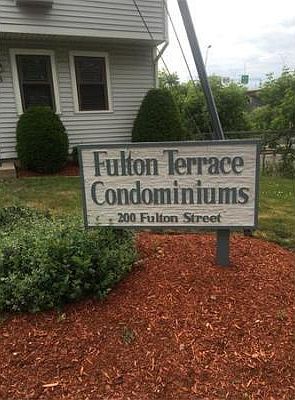 Fulton Terrace
Condominiums
200 Fulton Street